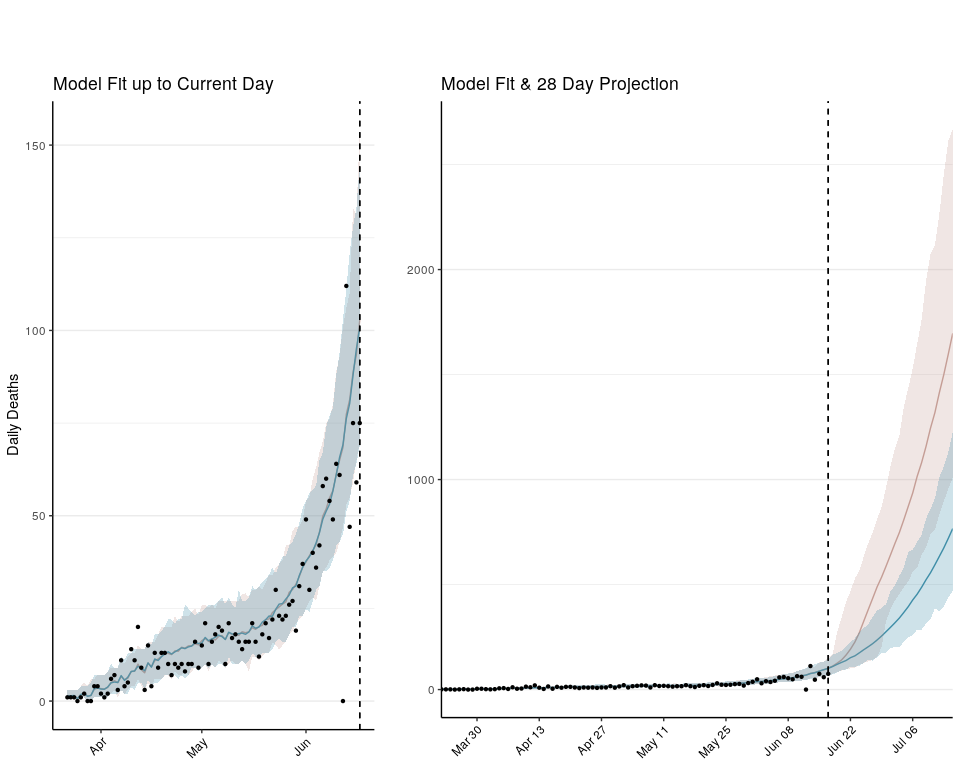 Model Fit up to Current Day
Daily Deaths
150
100
50
0
Apr
May
Jun
Model Fit & 28 Day Projection
2000
1000
0
Mar 30
Apr 13
Apr 27
May 11
May 25
Jun 08
Jun 22
Jul 06